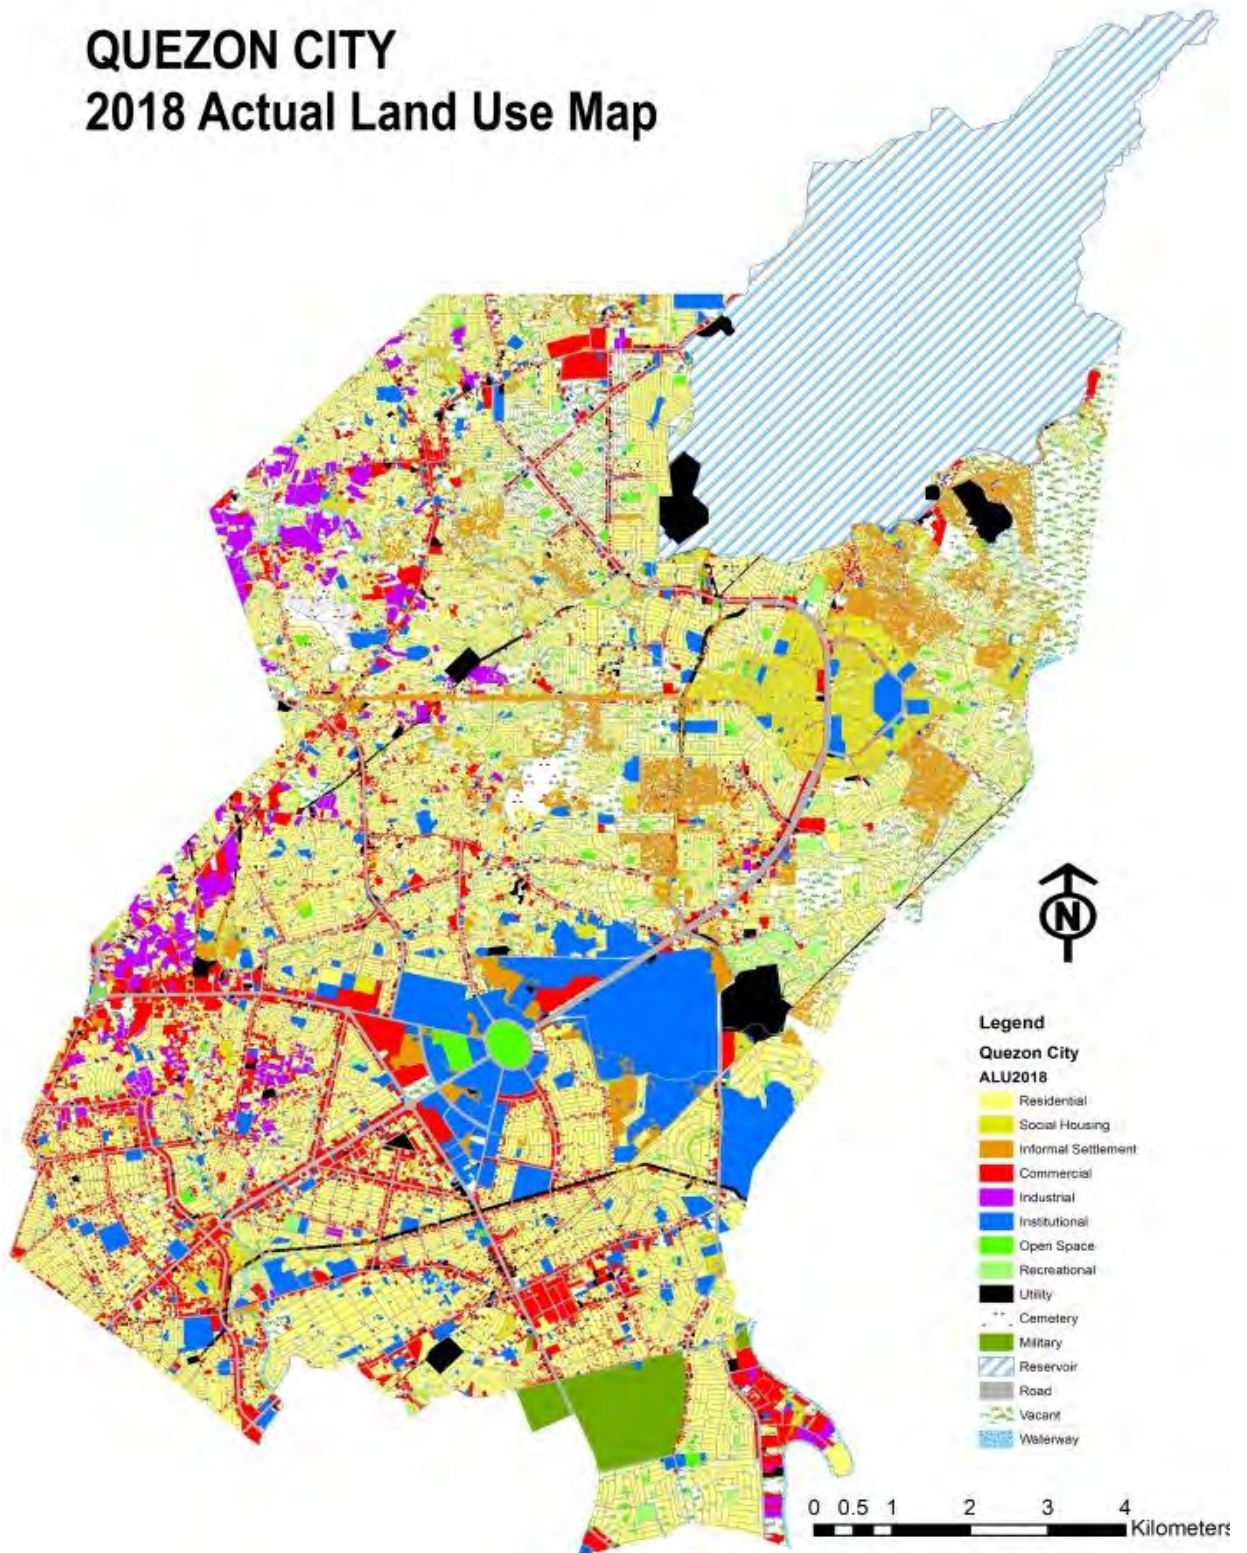 QUEZON CITY
2018 Actual Land Use Map
N
Legend
Quezon City
ALU2018
Residential
Social Housing
Informal Settlement
Commercial
Industrial
Institutional
Open Space
Recreational
Utility
Cemetery
Military
Reservoir
Road
Vacant
Waterway
0 0.5 1 2 3 4
Kilometers